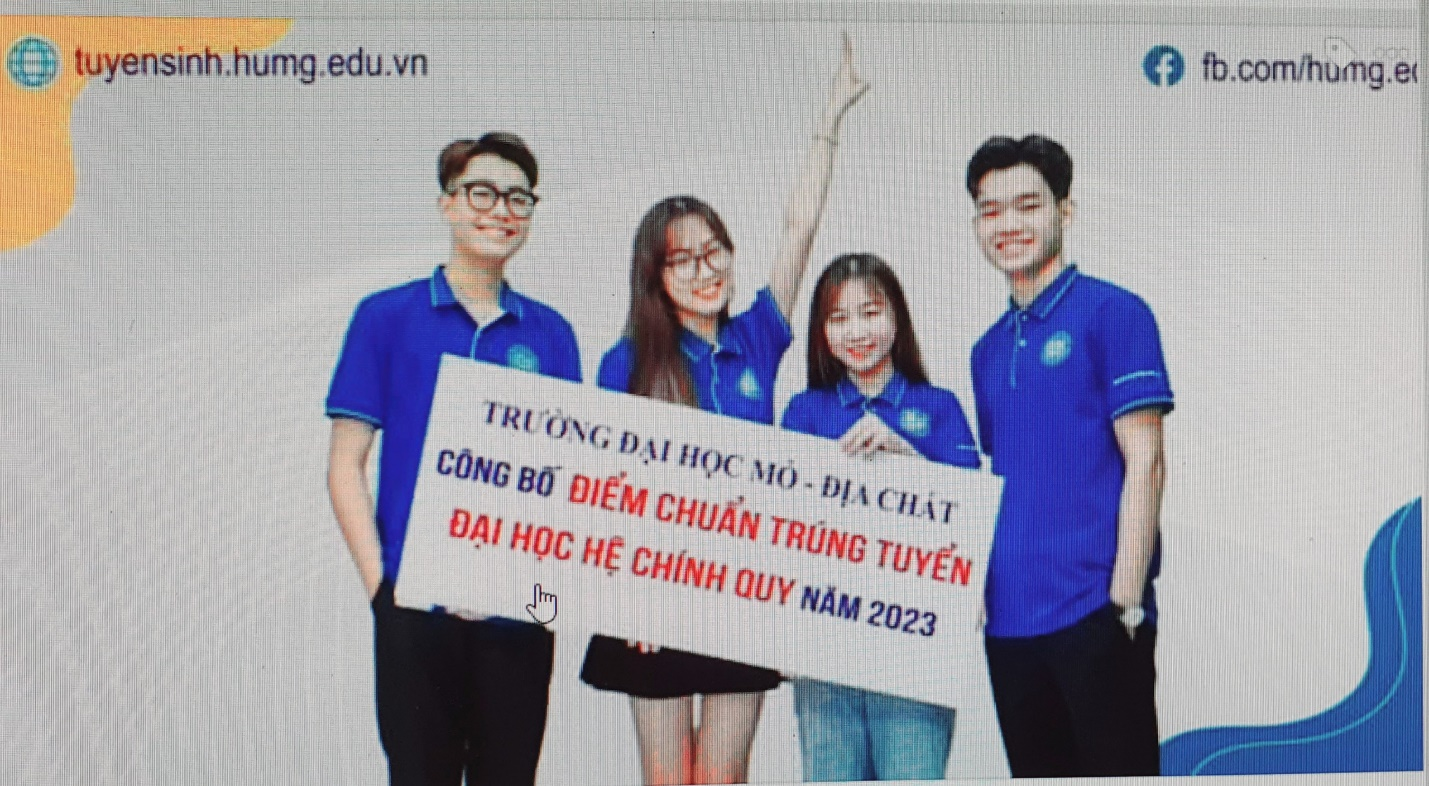 tuyensinh.humg.edu.vn
fb.com/humg.e
TRƯỜNG ĐẠI HỌC MỎ - ĐỊA CHẤT
CÔNG BỐ ĐIỂM CHUẨN TRÚNG TUYỂN
ĐẠI HỌC HỆ CHÍNH QUY NĂM 2023